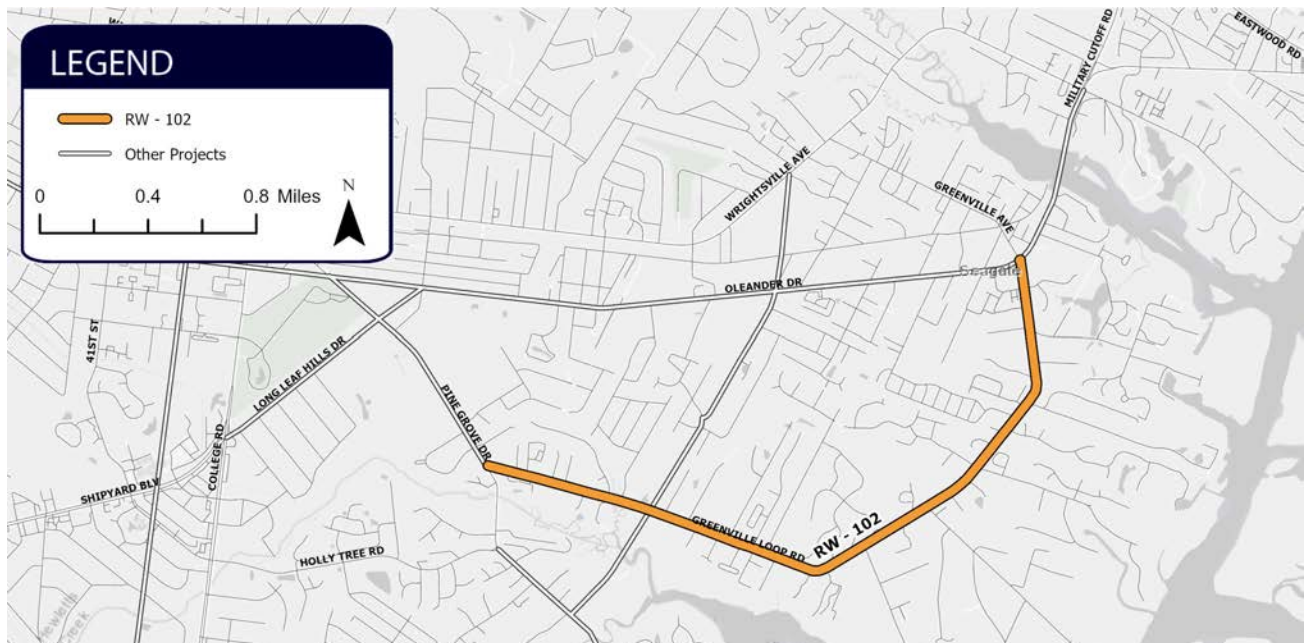 LEGEND
RW - 102
Other Projects
0 0.4 0.8 Miles
N
MILITARY CUTOFF RD
EASTWOOD RD
WRIGHTSVILLE AVE
GREENVILLE AVE
Seagate
OLEANDER DR
41ST ST
LONG LEAF HILLS DR
PINE GROVE DR
COLLEGE RD
SHIPYARD BLV
GREENVILLE LOOP RD
RW - 102
HOLLY TREE RD